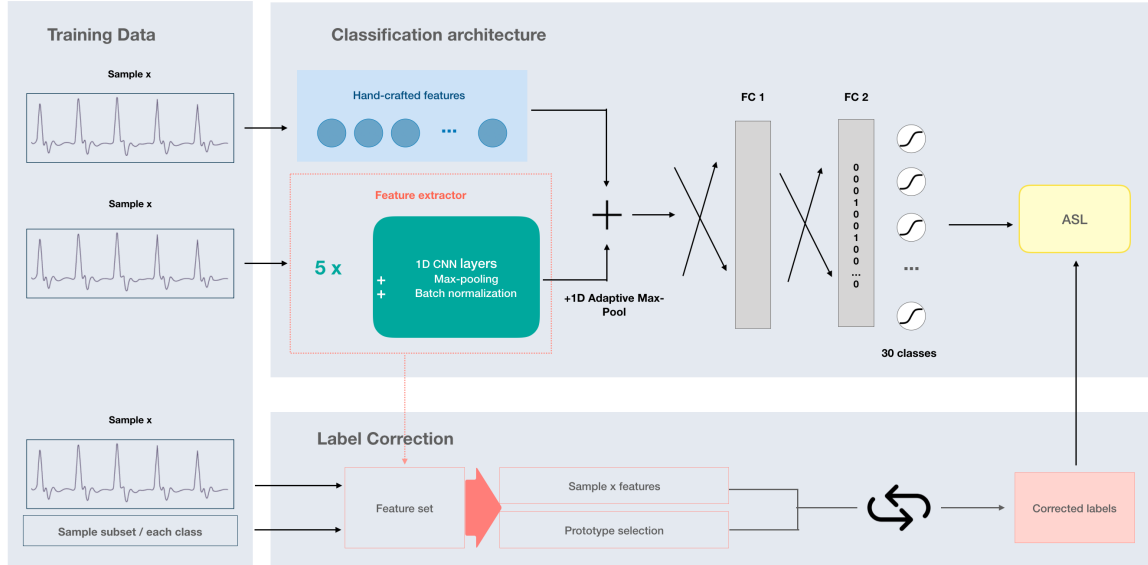 Training Data
Classification architecture
Sample x
Hand-crafted features
...
FC 1
FC 2
Sample x
Feature extractor
5 x
1D CNN layers
+ Max-pooling
+ Batch normalization
+
+1D Adaptive Max-
Pool
0
0
0
1
0
0
1
0
0
...
0
...
30 classes
ASL
Sample x
Label Correction
Feature set
Sample x features
Prototype selection
Corrected labels
Sample subset / each class